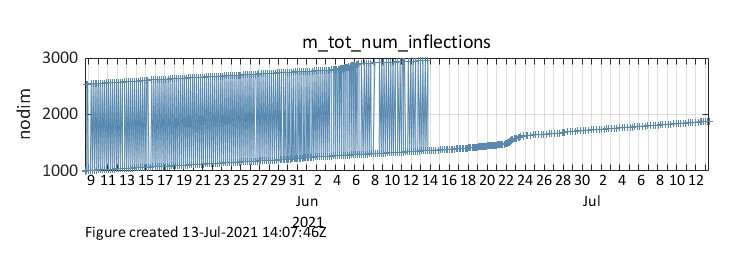 m_tot_num_inflections
3000
2000
1000
nodim
9 11 13 15 17 19 21 23 25 27 29 31 2 4 6 8 10 12 14 16 18 20 22 24 26 28 30 2 4 6 8 10 12
Jun Jul
2021
Figure created 13-Jul-2021 14:07:46Z